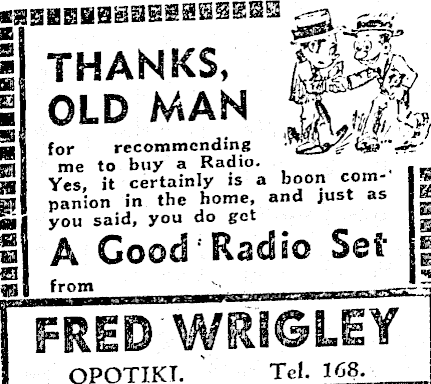 THANKS,
OLD MAN
for recommending
me to buy a Radio.
Yes, it certainly is a boon com-
panion in the home, and just as
you said, you do get
A Good Radio Set
from
FRED WRIGLEY
OPOTIKI. Tel. 168.